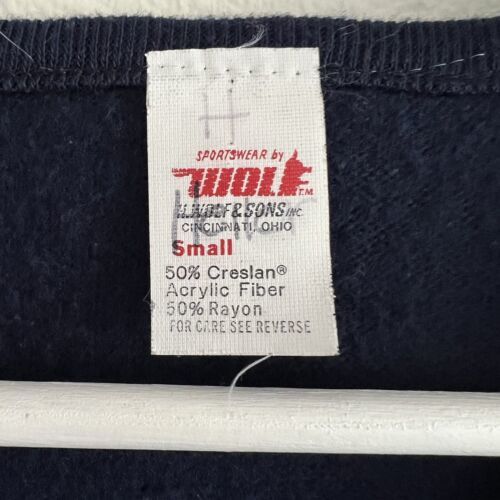 H
SPORTSWEAR by
WOLF T.M.
H. WOLF & SONS INC.
CINCINNATI, OHIO
Small
50% Creslan®
Acrylic Fiber
50% Rayon
FOR CARE SEE REVERSE